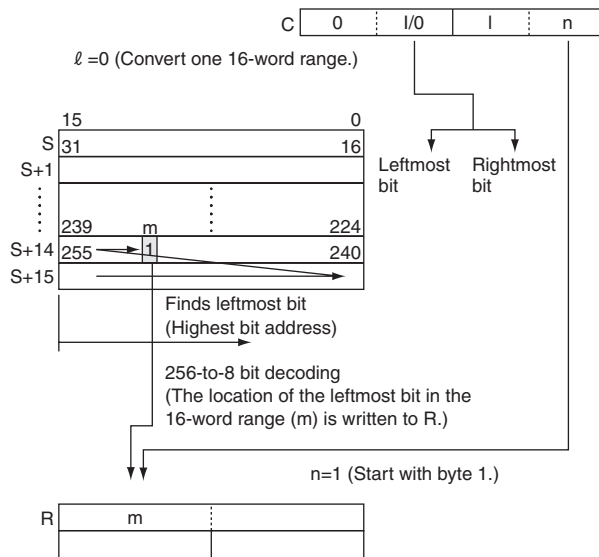 C 0 l/0 l n
ℓ =0 (Convert one 16-word range.)
15 0
S 31 16
S+1
Leftmost bit
Rightmost bit
239 m 224
S+14 255 1 240
S+15
Finds leftmost bit
(Highest bit address)
256-to-8 bit decoding
(The location of the leftmost bit in the
16-word range (m) is written to R.)
n=1 (Start with byte 1.)
R m